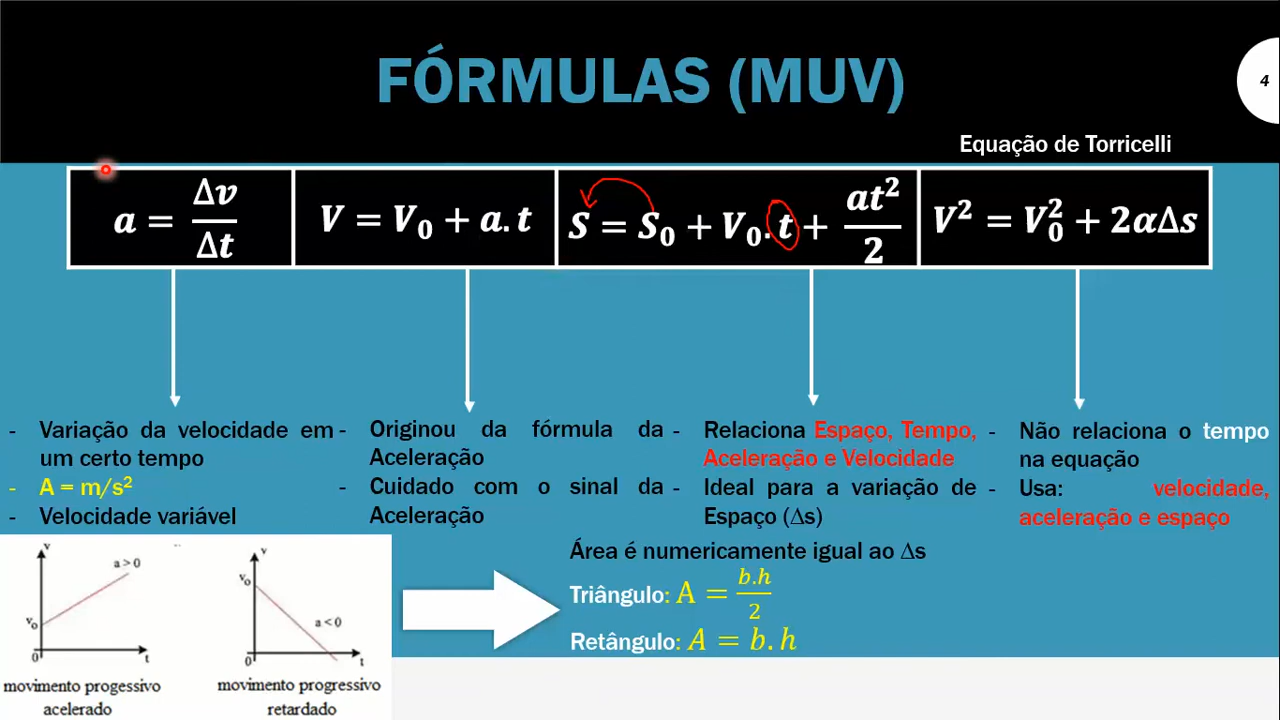 FÓRMULAS (MUV)
4
Equação de Torricelli
a = Δv/Δt
V = V₀ + a.t
S = S₀ + V₀.t + at²/2
V² = V₀² + 2αΔs
- Variação da velocidade em
um certo tempo
- A = m/s²
- Velocidade variável
- Originou da fórmula da
Aceleração
- Cuidado com o sinal da
Aceleração
- Relaciona Espaço, Tempo,
Aceleração e Velocidade
- Ideal para a variação de
Espaço (Δs)
- Não relaciona o tempo
na equação
- Usa: velocidade,
aceleração e espaço
Área é numericamente igual ao Δs
Triângulo: A = b.h/2
Retângulo: A = b.h
v
a > 0
v₀
0
t
movimento progessivo
acelerado
v
v₀
a < 0
0
t
movimento progressivo
retardado